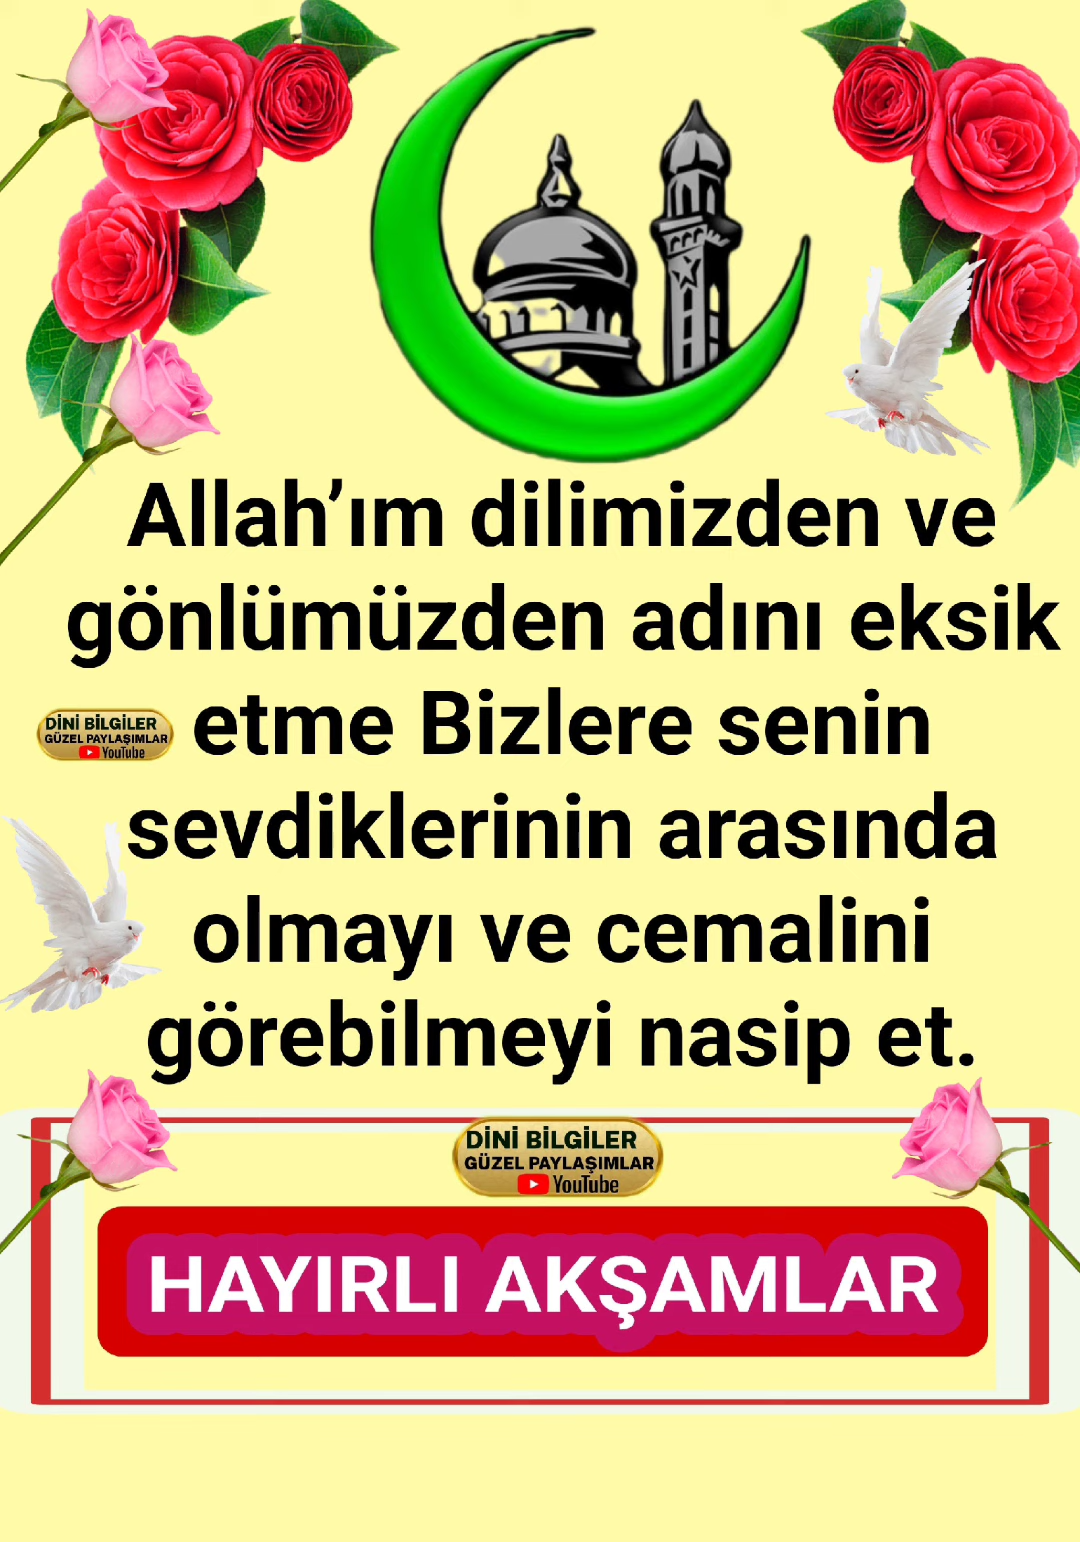 Allah’ım dilimizden ve
gönlümüzden adını eksik
etme Bizlere senin
sevdiklerinin arasında
olmayı ve cemalini
görebilmeyi nasip et.
DİNİ BİLGİLER
GÜZEL PAYLAŞIMLAR
YouTube
DİNİ BİLGİLER
GÜZEL PAYLAŞIMLAR
YouTube
HAYIRLI AKŞAMLAR